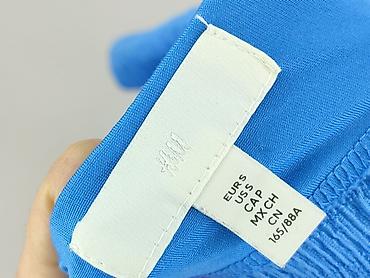 H&M
EUR S
US S
CA P
MX CH
CN
165/88A